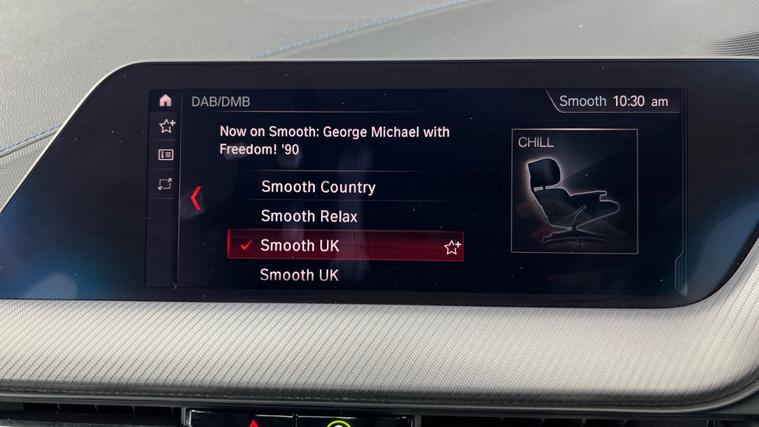 DAB/DMB
Smooth 10:30 am
Now on Smooth: George Michael with
Freedom! '90
CHILL
Smooth Country
Smooth Relax
Smooth UK
Smooth UK